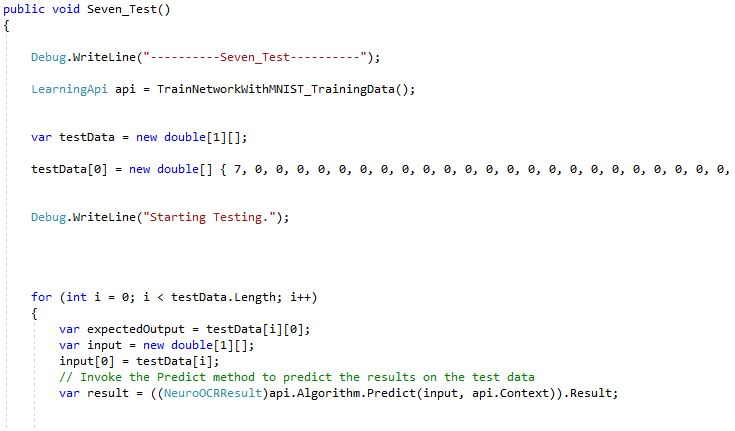 public void Seven_Test()
{
Debug.WriteLine("----------Seven_Test----------");
LearningApi api = TrainNetworkWithMNIST_TrainingData();
var testData = new double[1][];
testData[0] = new double[] { 7, 0, 0, 0, 0, 0, 0, 0, 0, 0, 0, 0, 0, 0, 0, 0, 0, 0, 0, 0, 0, 0, 0, 0,
Debug.WriteLine("Starting Testing.");
for (int i = 0; i < testData.Length; i++)
{
var expectedOutput = testData[i][0];
var input = new double[1][];
input[0] = testData[i];
// Invoke the Predict method to predict the results on the test data
var result = ((NeuroOCRResult)api.Algorithm.Predict(input, api.Context)).Result;